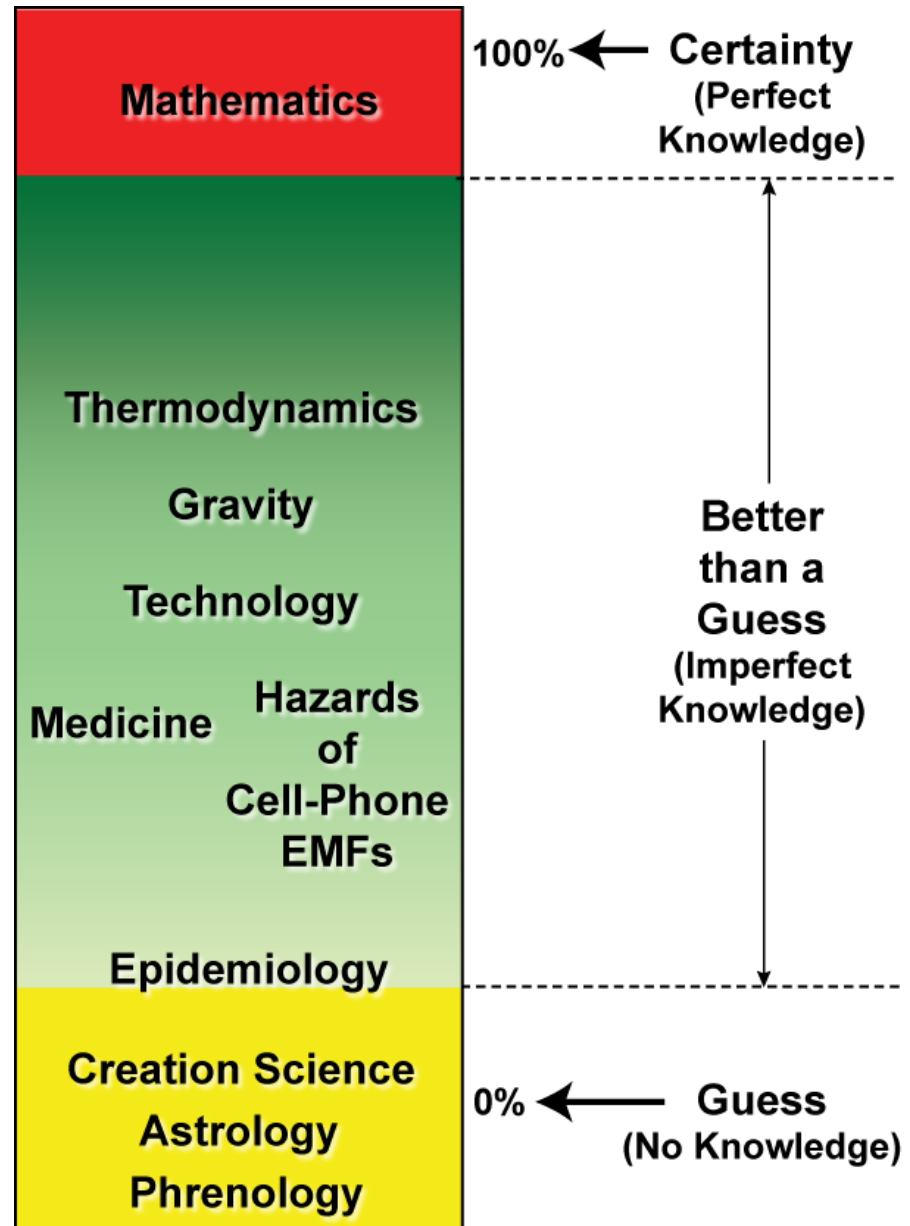 Mathematics
100%
Certainty
(Perfect
Knowledge)
Thermodynamics
Gravity
Technology
Medicine
Hazards
of
Cell-Phone
EMFs
Better
than a
Guess
(Imperfect
Knowledge)
Epidemiology
Creation Science
Astrology
Phrenology
0%
Guess
(No Knowledge)